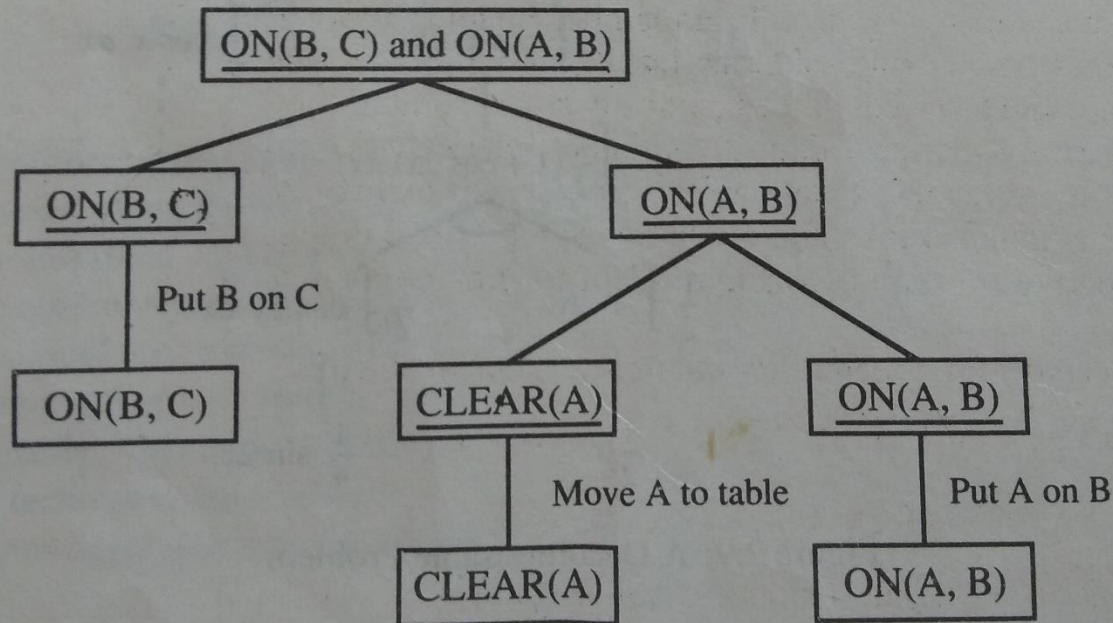 ON(B, C) and ON(A, B)
ON(B, C)
ON(A, B)
Put B on C
ON(B, C)
CLEAR(A)
ON(A, B)
Move A to table
Put A on B
CLEAR(A)
ON(A, B)